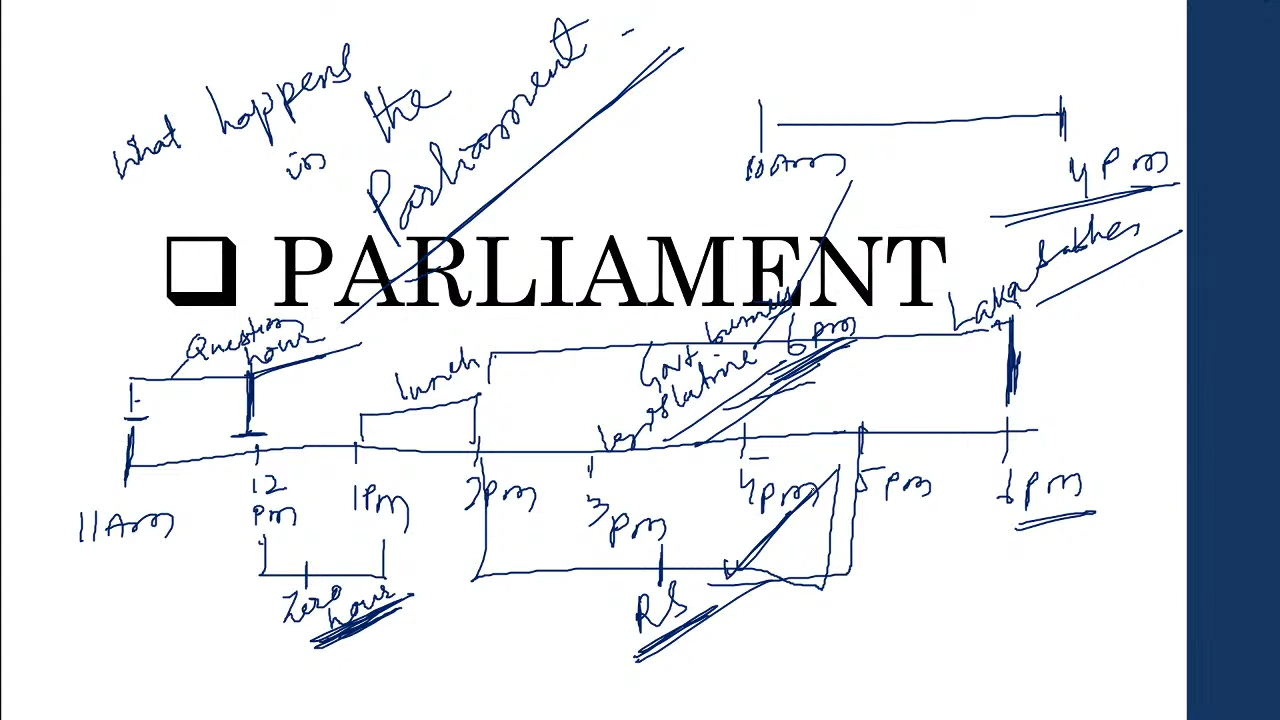 what happens
in the
Parliament
10 Am
4 pm
❑ PARLIAMENT
Question
hour
lunch
Govt business
legislative
6 pm
Loka Sabha
11 Am
12
pm
1 pm
2 pm
3
pm
4 pm
5 pm
6 pm
Zero
hour
RS